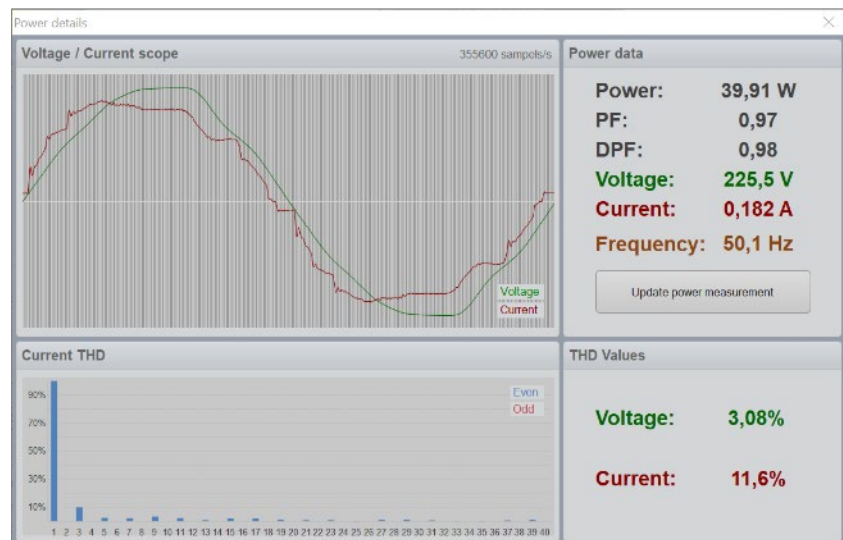 Power details
Voltage / Current scope
355600 sampels/s
Voltage
Current
Power data
Power: 39,91 W
PF: 0,97
DPF: 0,98
Voltage: 225,5 V
Current: 0,182 A
Frequency: 50,1 Hz
Update power measurement
Current THD
90%
70%
50%
30%
10%
Even
Odd
1 2 3 4 5 6 7 8 9 10 11 12 13 14 15 16 17 18 19 20 21 22 23 24 25 26 27 28 29 30 31 32 33 34 35 36 37 38 39 40
THD Values
Voltage: 3,08%
Current: 11,6%